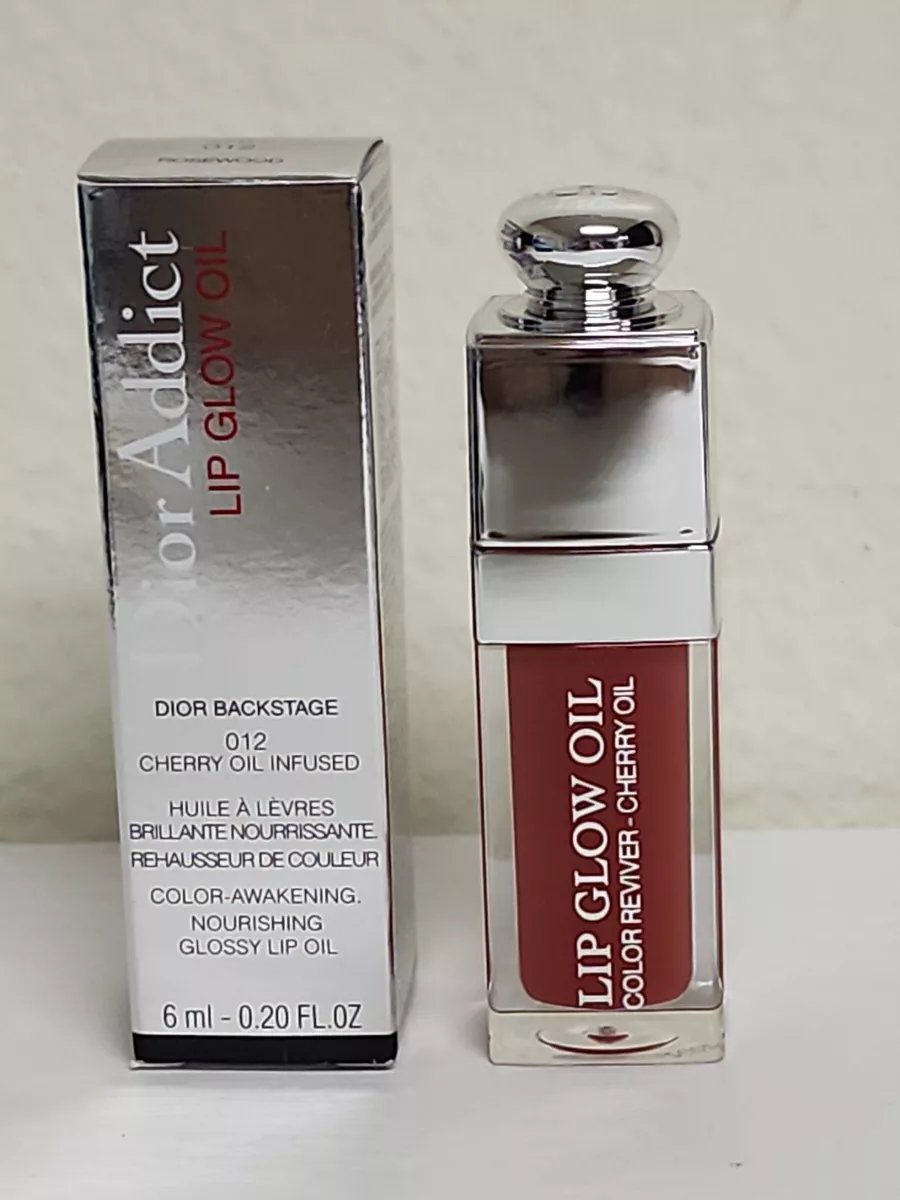 012
ROSEWOOD
Dior Addict
LIP GLOW OIL
DIOR BACKSTAGE
012
CHERRY OIL INFUSED
HUILE À LÈVRES
BRILLANTE NOURRISSANTE.
REHAUSSEUR DE COULEUR
COLOR-AWAKENING.
NOURISHING
GLOSSY LIP OIL
6 ml - 0.20 FL.OZ
LIP GLOW OIL
COLOR REVIVER - CHERRY OIL